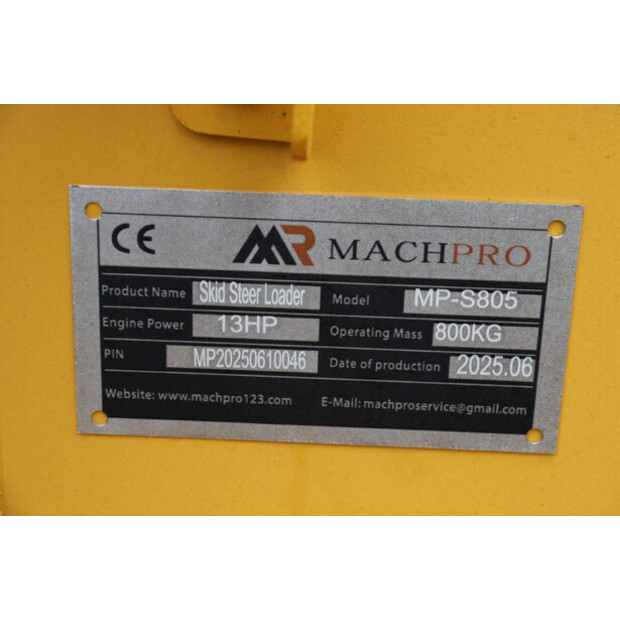 CE MR MACHPRO
Product Name Skid Steer Loader Model MP-S805
Engine Power 13HP Operating Mass 800KG
PIN MP20250610046 Date of production 2025.06
Website: www.machpro123.com E-Mail: machproservice@gmail.com